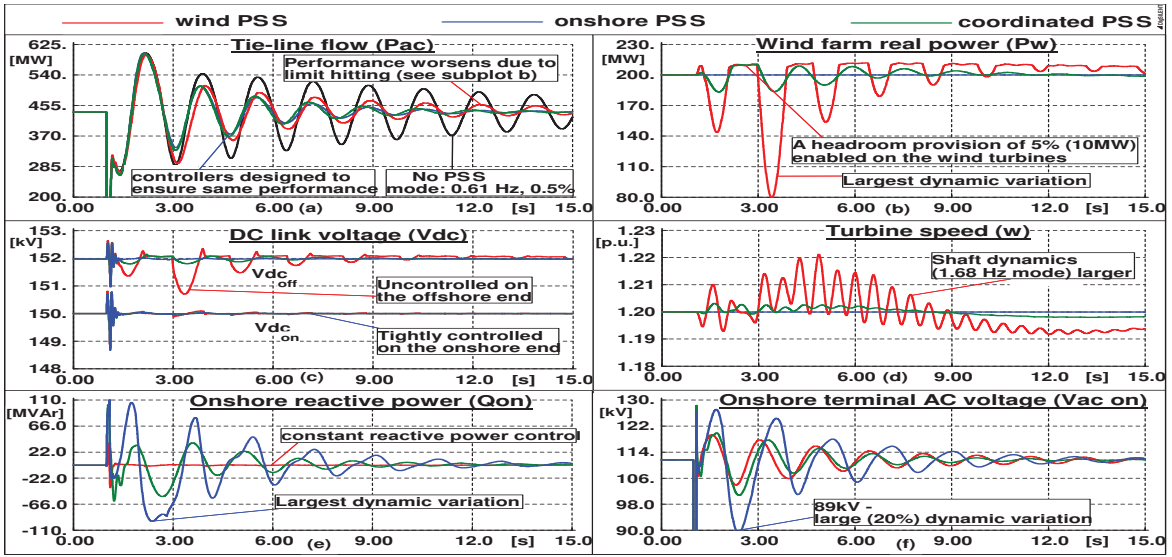 wind PSS onshore PSS coordinated PSS
DIgSILENT
Tie-line flow (Pac)
625.
[MW]
540.
455.
370.
285.
200
Performance worsens due to
limit hitting (see subplot b)
controllers designed to
ensure same performance
No PSS
mode: 0.61 Hz, 0.5%
0.00 3.00 6.00 9.00 12.0 [s] 15.0
(a)
Wind farm real power (Pw)
230.
[MW]
200.
170.
140.
110.
80.0
A headroom provision of 5% (10MW)
enabled on the wind turbines
Largest dynamic variation
0.00 3.00 6.00 9.00 12.0 [s] 15.0
(b)
DC link voltage (Vdc)
153.
[kV]
152.
151.
150.
149.
148.
Vdc
off
Uncontrolled on
the offshore end
Vdc
on
Tightly controlled
on the onshore end
0.00 3.00 6.00 9.00 12.0 [s] 15.0
(c)
Turbine speed (w)
1.23
[p.u.]
1.22
1.21
1.20
1.19
1.18
Shaft dynamics
(1.68 Hz mode) larger
0.00 3.00 6.00 9.00 12.0 [s] 15.0
(d)
Onshore reactive power (Qon)
110.
[MVAr]
66.0
22.0
-22.0
-66.0
-110.
constant reactive power control
Largest dynamic variation
0.00 3.00 6.00 9.00 12.0 [s] 15.0
(e)
Onshore terminal AC voltage (Vac on)
130.
[kV]
122.
114.
106.
98.0
90.0
89kV -
large (20%) dynamic variation
0.00 3.00 6.00 9.00 12.0 [s] 15.0
(f)